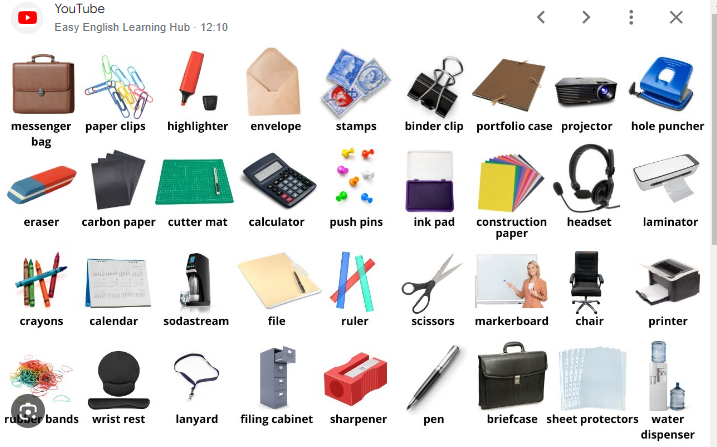 YouTube
Easy English Learning Hub · 12:10
messenger bag
paper clips
highlighter
envelope
stamps
binder clip
portfolio case
projector
hole puncher
eraser
carbon paper
cutter mat
calculator
push pins
ink pad
construction paper
headset
laminator
crayons
calendar
sodastream
file
ruler
scissors
markerboard
chair
printer
rubber bands
wrist rest
lanyard
filing cabinet
sharpener
pen
briefcase
sheet protectors
water dispenser